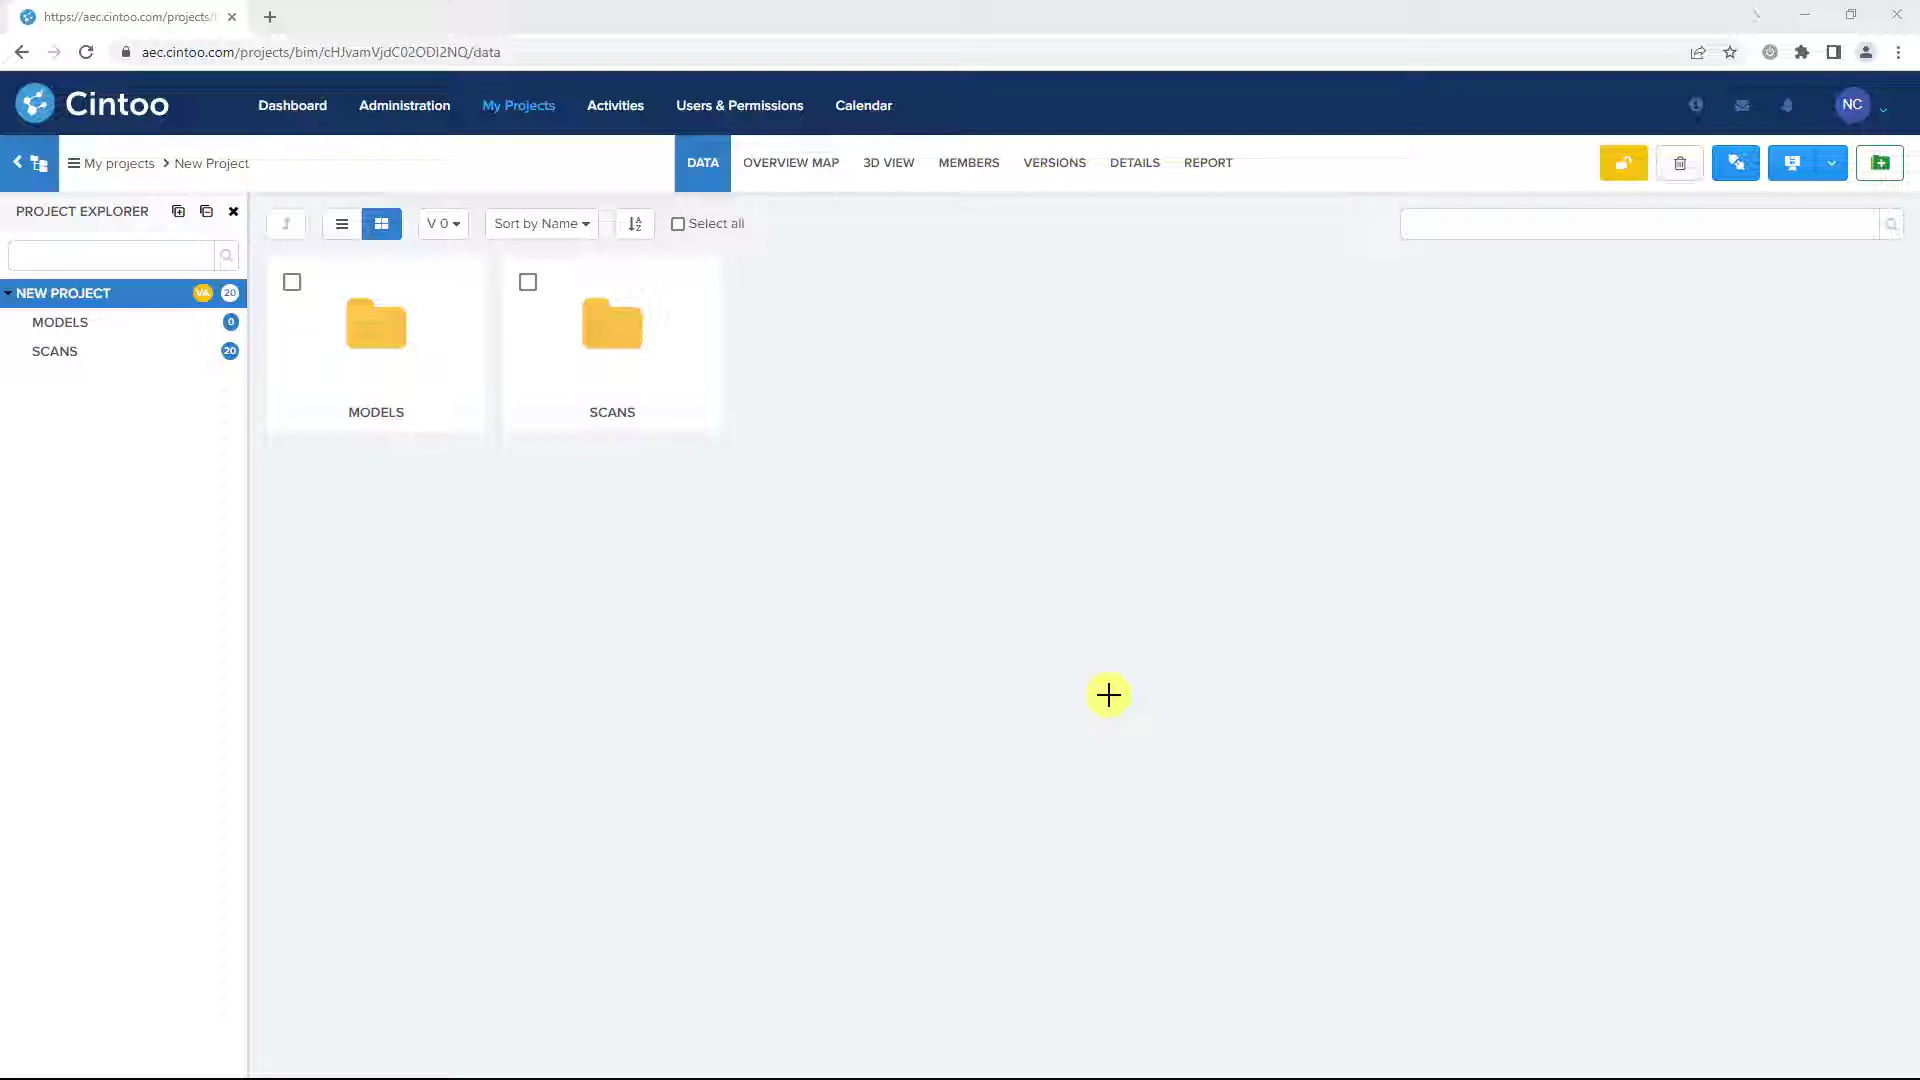 https://aec.cintoo.com/projects/
aec.cintoo.com/projects/bim/cHJvamVjdC02ODI2NQ/data
Cintoo
Dashboard
Administration
My Projects
Activities
Users & Permissions
Calendar
NC
My projects > New Project
DATA
OVERVIEW MAP
3D VIEW
MEMBERS
VERSIONS
DETAILS
REPORT
PROJECT EXPLORER
V 0
Sort by Name
Select all
NEW PROJECT VA 20
MODELS 0
SCANS 20
MODELS
SCANS